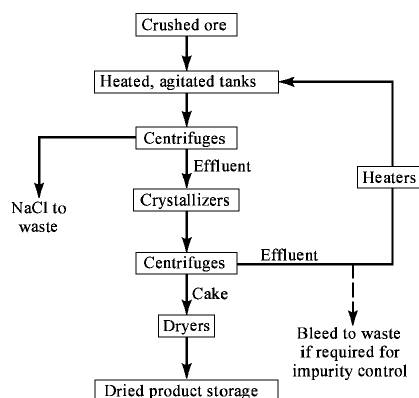 Crushed ore
Heated, agitated tanks
Centrifuges
Effluent
NaCl to
waste
Crystallizers
Heaters
Centrifuges
Effluent
Cake
Dryers
Bleed to waste
if required for
impurity control
Dried product storage